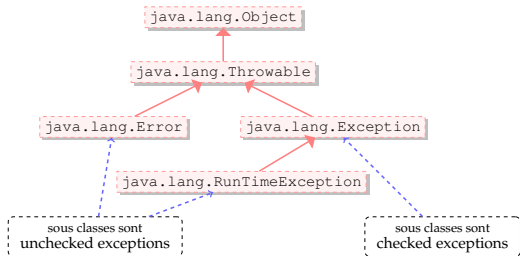 java.lang.Object
java.lang.Throwable
java.lang.Error
java.lang.Exception
java.lang.RunTimeException
sous classes sont
unchecked exceptions
sous classes sont
checked exceptions